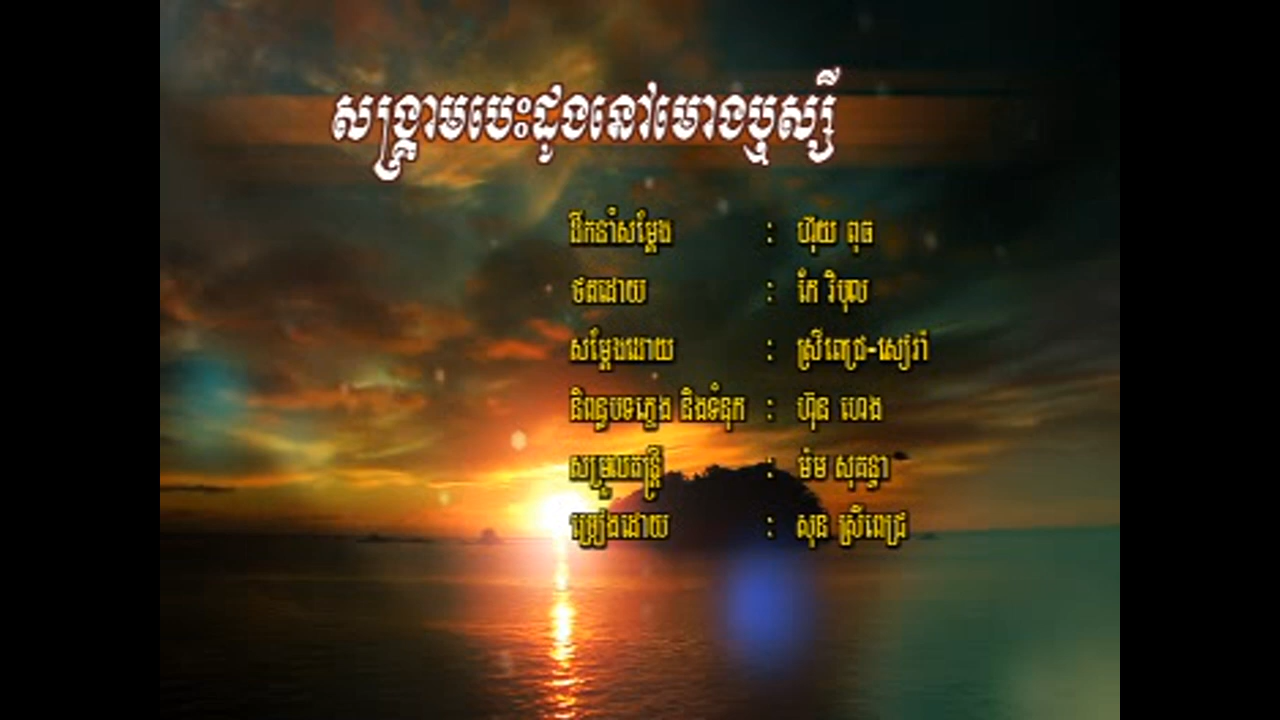 សង្គ្រាមបេះដូងនៅមោងឬស្សី
ដឹកនាំសម្តែង : ហ៊ុយ ពុធ
ថតដោយ : កែ វិបុល
សម្តែងដោយ : ស្រីពេជ្រ-សៀវវាំ
និពន្ធបទភ្លេង និងទំនុក : ហ៊ុន ហេង
សម្រួលតន្ត្រី : ម៉ម សុគន្ធា
ច្រៀងដោយ : សុន ស្រីពេជ្រ